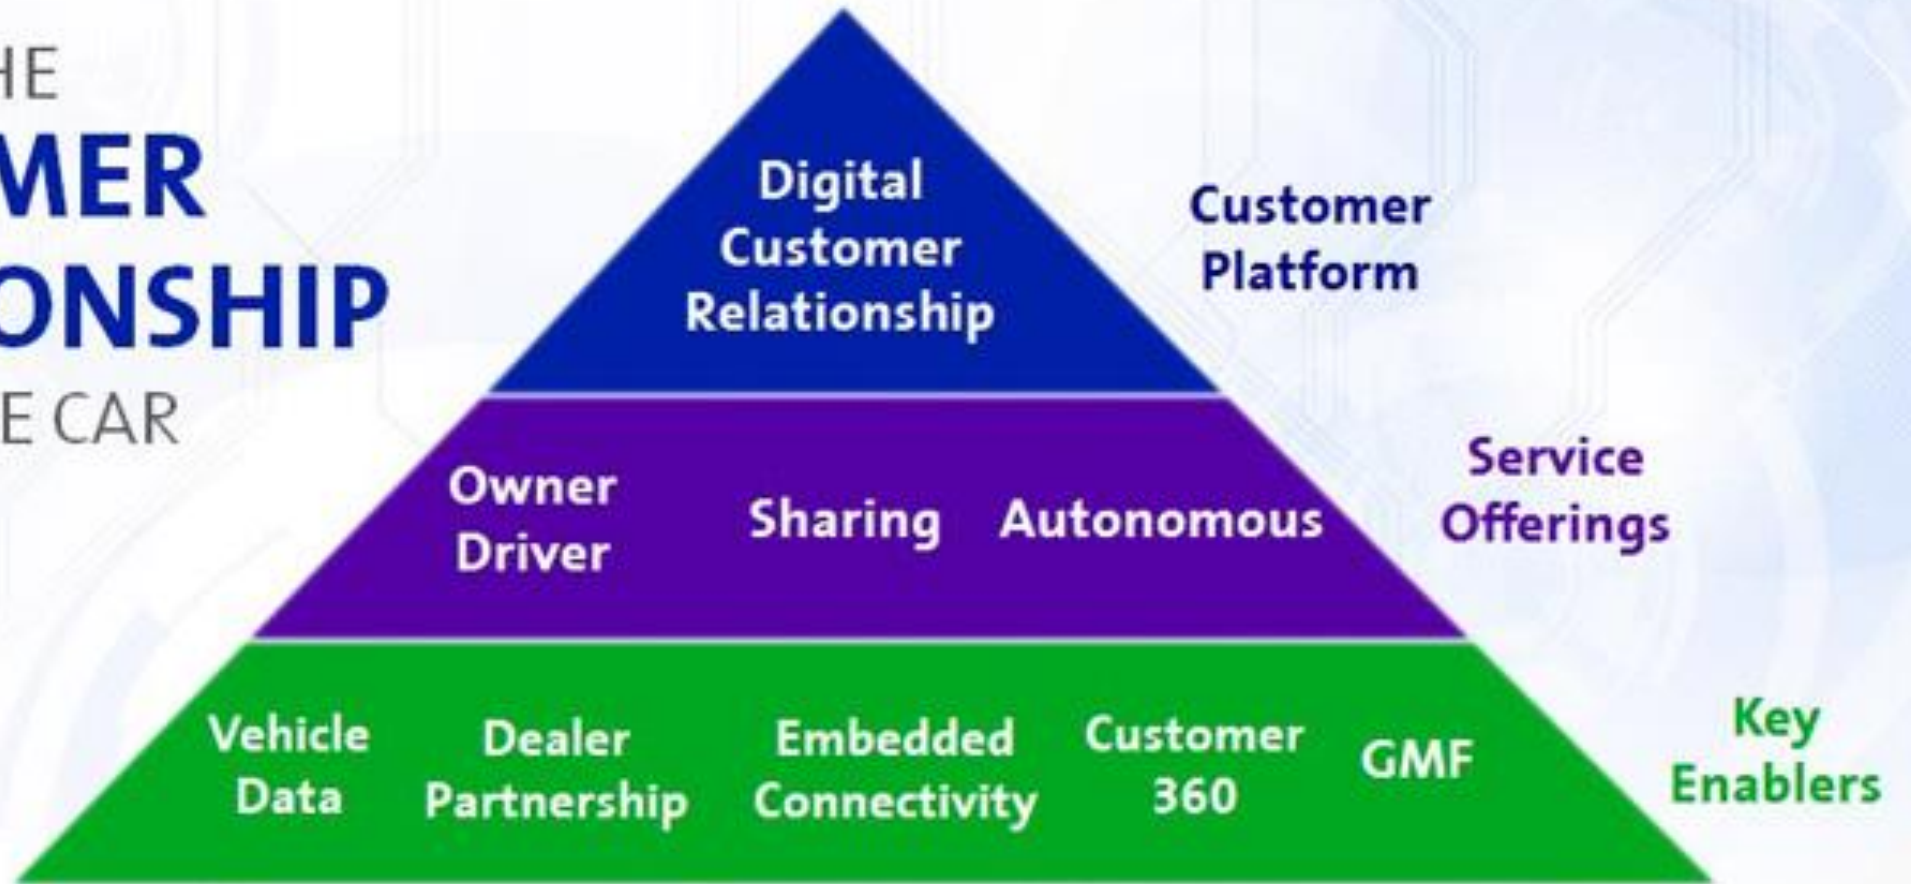 HE
MER
ONSHIP
E CAR
Digital
Customer
Relationship
Customer
Platform
Owner
Driver
Sharing
Autonomous
Service
Offerings
Vehicle
Data
Dealer
Partnership
Embedded
Connectivity
Customer
360
GMF
Key
Enablers